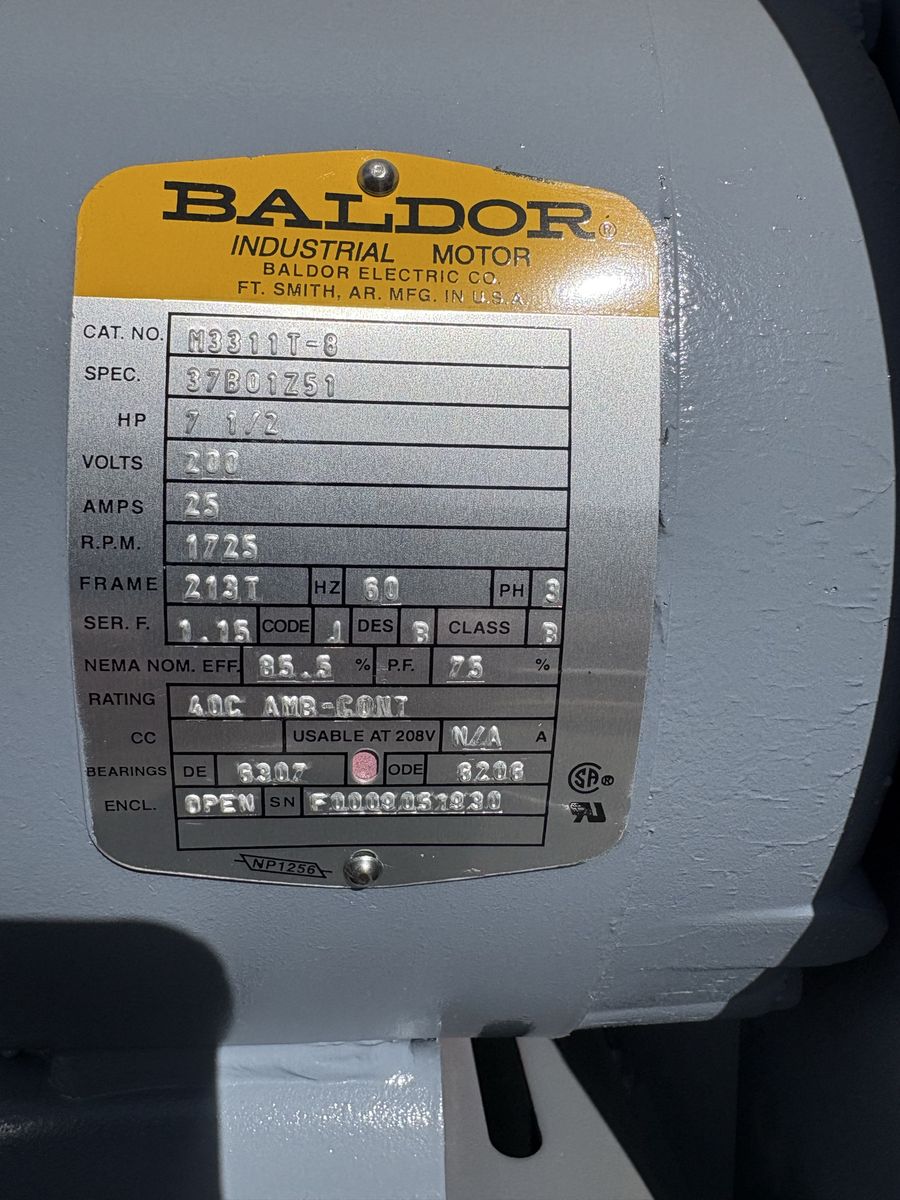 BALDOR®
INDUSTRIAL MOTOR
BALDOR ELECTRIC CO.
FT. SMITH, AR. MFG. IN U.S.A.
CAT. NO. M3311T-8
SPEC. 37B01Z51
HP 7 1/2
VOLTS 200
AMPS 25
R.P.M. 1725
FRAME 213T HZ 60 PH 3
SER. F. 1.15 CODE J DES B CLASS B
NEMA NOM. EFF. 85.5 % P.F. 75 %
RATING 40C AMB-CONT
CC USABLE AT 208V N/A A
BEARINGS DE 6307 ODE 6206
ENCL. OPEN SN F0009051930
SA ®
NP1256